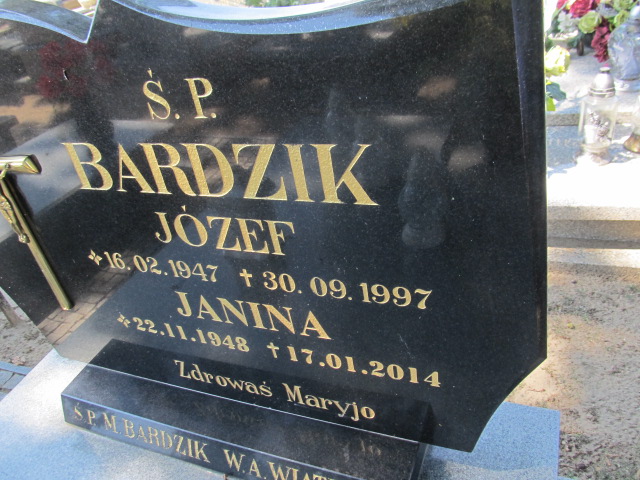 Ś. P.
BARDZIK
JÓZEF
16.02.1947 ✝ 30.09.1997
JANINA
22.11.1948 ✝ 17.01.2014
Zdrowaś Maryjo
Ś P. M. BARDZIK W. A.